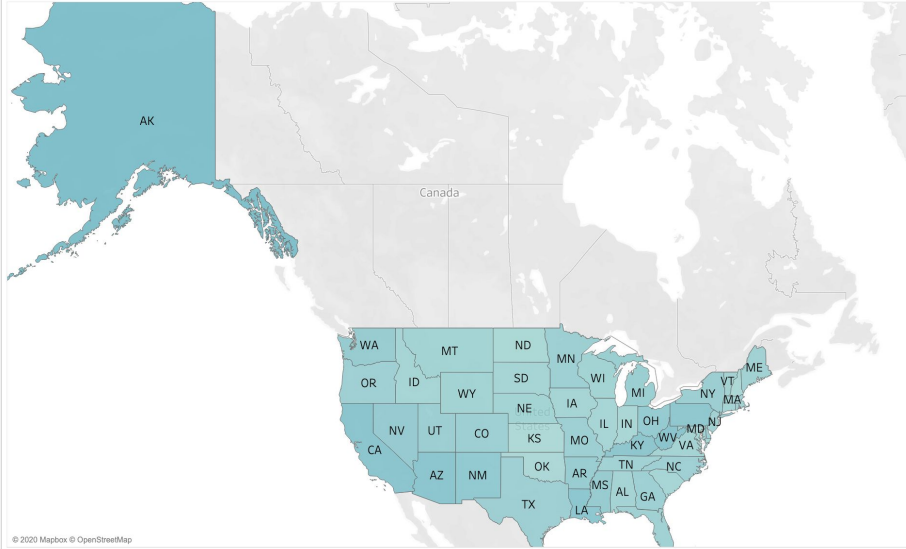 AK
Canada
WA
MT
ND
MN
OR
ID
WY
SD
WI
MI
VT
ME
NY
MA
NV
UT
CO
NE
IA
IL
IN
OH
NJ
United
States
CA
KS
MO
KY
WV
MD
VA
AZ
NM
OK
AR
TN
NC
TX
LA
MS
AL
GA
© 2020 Mapbox © OpenStreetMap